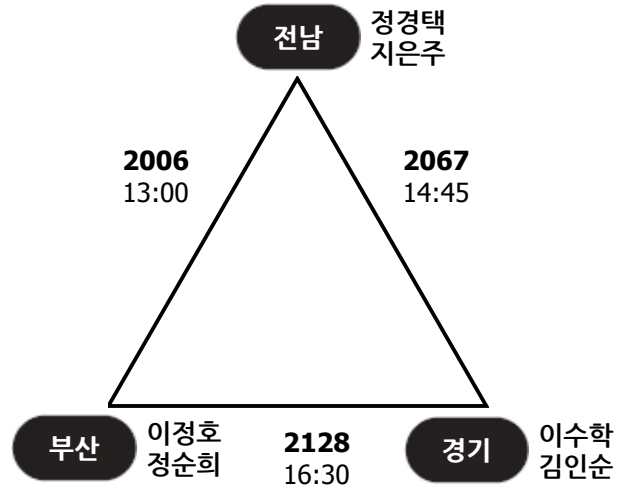 전남
정경택
지은주
2006
13:00
2067
14:45
부산
이정호
정순희
2128
16:30
경기
이수학
김인순